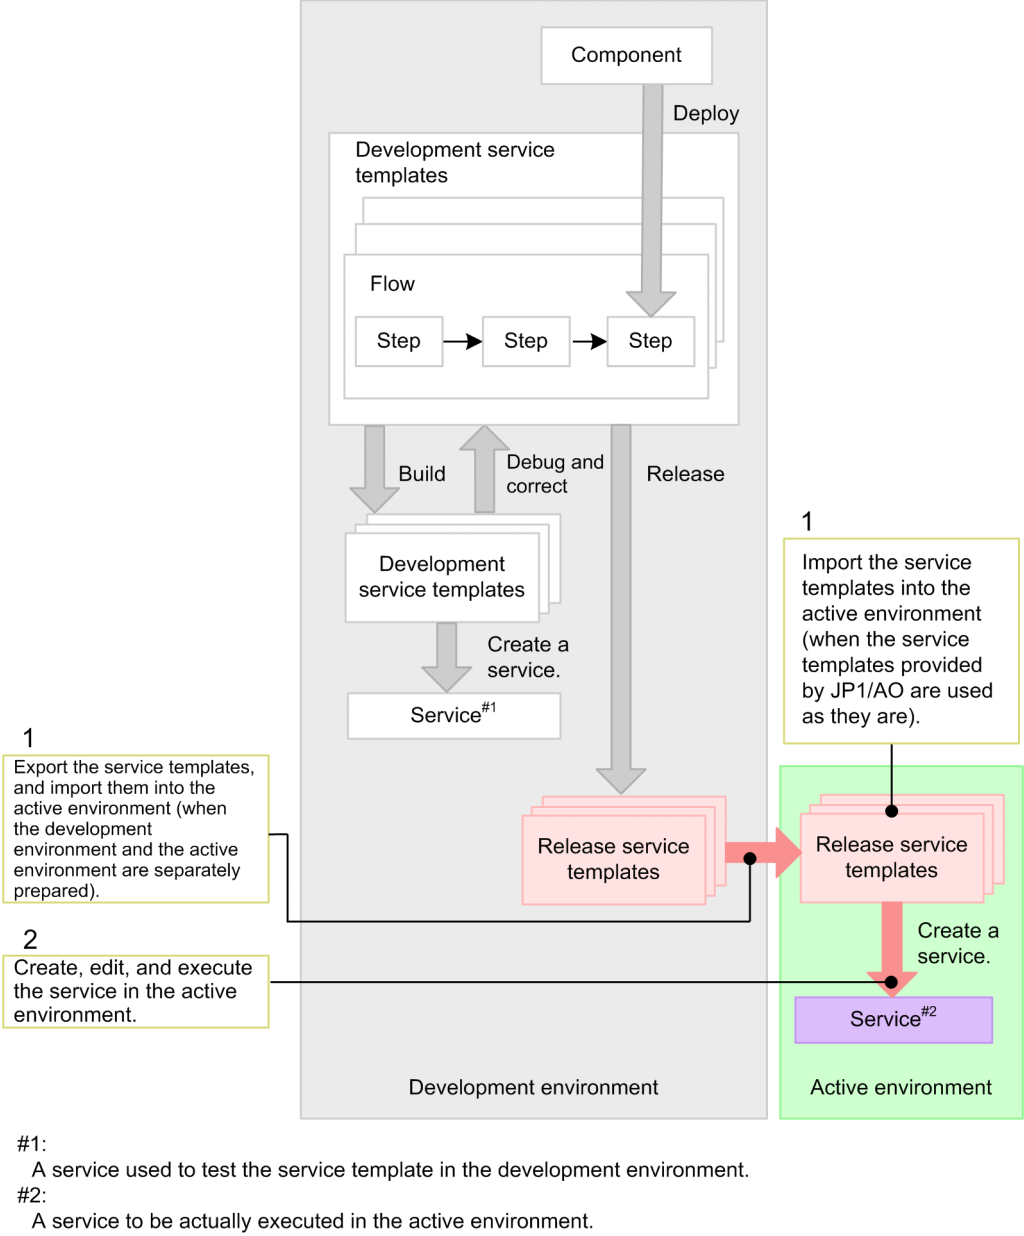 Component
Deploy
Development service
templates
Flow
Step
Step
Step
Build
Debug and
correct
Release
Development
service templates
Create a
service.
Service#1
1
Import the service
templates into the
active environment
(when the service
templates provided
by JP1/AO are used
as they are).
1
Export the service templates,
and import them into the
active environment (when
the development
environment and the active
environment are separately
prepared).
Release service
templates
Release service
templates
Create a
service.
2
Create, edit, and execute
the service in the active
environment.
Service#2
Development environment
Active environment
#1:
A service used to test the service template in the development environment.
#2:
A service to be actually executed in the active environment.